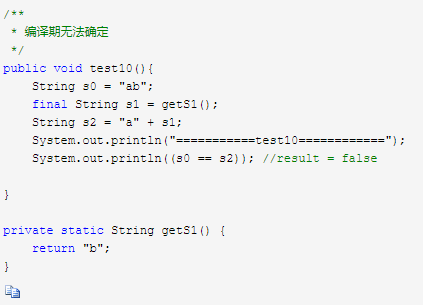 /**
 * 编译期无法确定
 */
public void test10(){
    String s0 = "ab";
    final String s1 = getS1();
    String s2 = "a" + s1;
    System.out.println("===========test10============");
    System.out.println((s0 == s2)); //result = false

}

private static String getS1() {
    return "b";
}